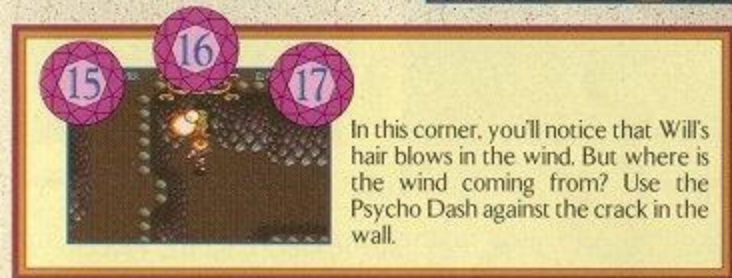 15
16
17
In this corner, you'll notice that Will's
hair blows in the wind. But where is
the wind coming from? Use the
Psycho Dash against the crack in the
wall.